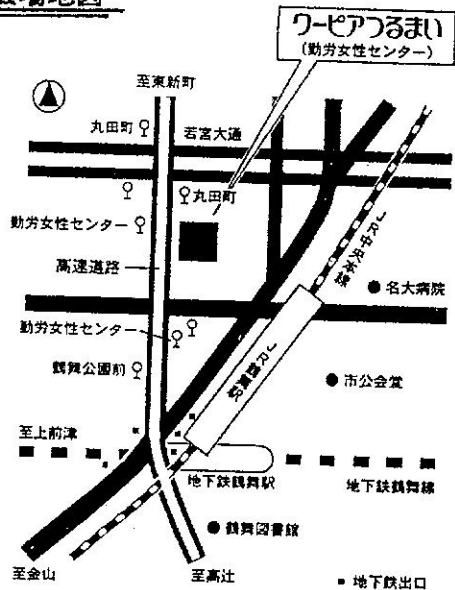 ワーピアつるまい
(勤労女性センター)
至東新町
丸田町
若宮大通
丸田町
勤労女性センター
高速道路
JR中央本線
名大病院
勤労女性センター
鶴舞公園前
JR鶴舞駅
市公会堂
至上前津
地下鉄鶴舞駅
地下鉄鶴舞線
鶴舞図書館
至金山
至高辻
地下鉄出口